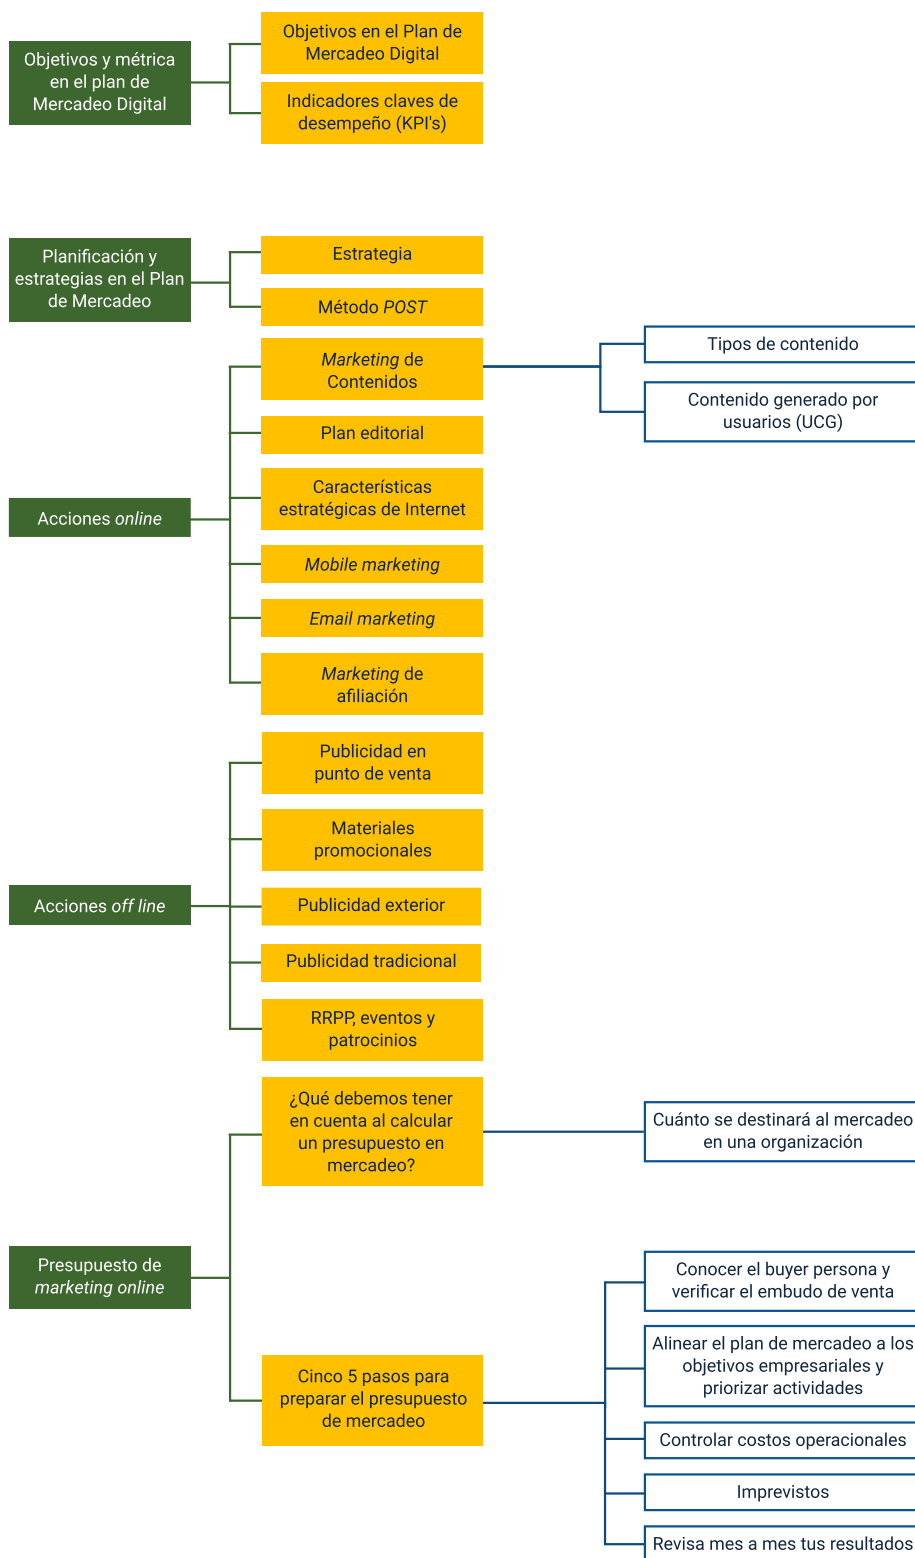 Objetivos y métrica
en el plan de
Mercadeo Digital
Objetivos en el Plan de
Mercadeo Digital
Indicadores claves de
desempeño (KPI's)
Planificación y
estrategias en el Plan
de Mercadeo
Estrategia
Método POST
Acciones online
Marketing de
Contenidos
Tipos de contenido
Contenido generado por
usuarios (UCG)
Plan editorial
Características
estratégicas de Internet
Mobile marketing
Email marketing
Marketing de
afiliación
Acciones off line
Publicidad en
punto de venta
Materiales
promocionales
Publicidad exterior
Publicidad tradicional
RRPP, eventos y
patrocinios
Presupuesto de
marketing online
¿Qué debemos tener
en cuenta al calcular
un presupuesto en
mercadeo?
Cuánto se destinará al mercadeo
en una organización
Cinco 5 pasos para
preparar el presupuesto
de mercadeo
Conocer el buyer persona y
verificar el embudo de venta
Alinear el plan de mercadeo a los
objetivos empresariales y
priorizar actividades
Controlar costos operacionales
Imprevistos
Revisa mes a mes tus resultados